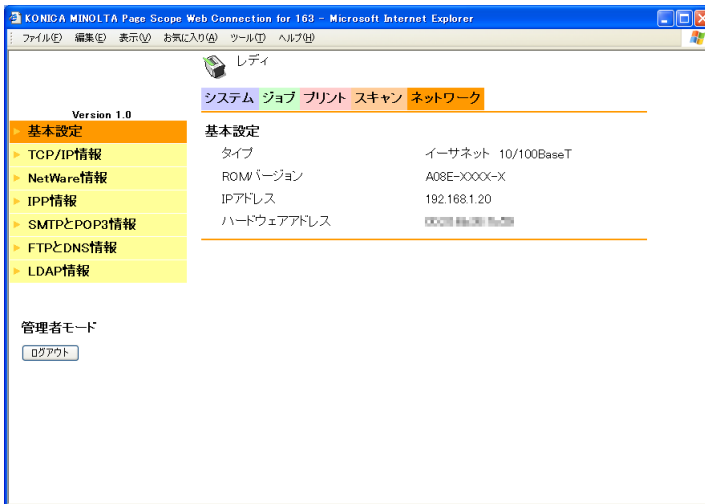 KONICA MINOLTA Page Scope Web Connection for 163 - Microsoft Internet Explorer
ファイル(F) 編集(E) 表示(V) お気に入り(A) ツール(T) ヘルプ(H)
レディ
システム ジョブ プリント スキャン ネットワーク
Version 1.0
基本設定
TCP/IP情報
NetWare情報
IPP情報
SMTPとPOP3情報
FTPとDNS情報
LDAP情報
管理者モード
ログアウト
基本設定
タイプ イーサネット 10/100BaseT
ROMバージョン A08E-XXXX-X
IPアドレス 192.168.1.20
ハードウェアアドレス